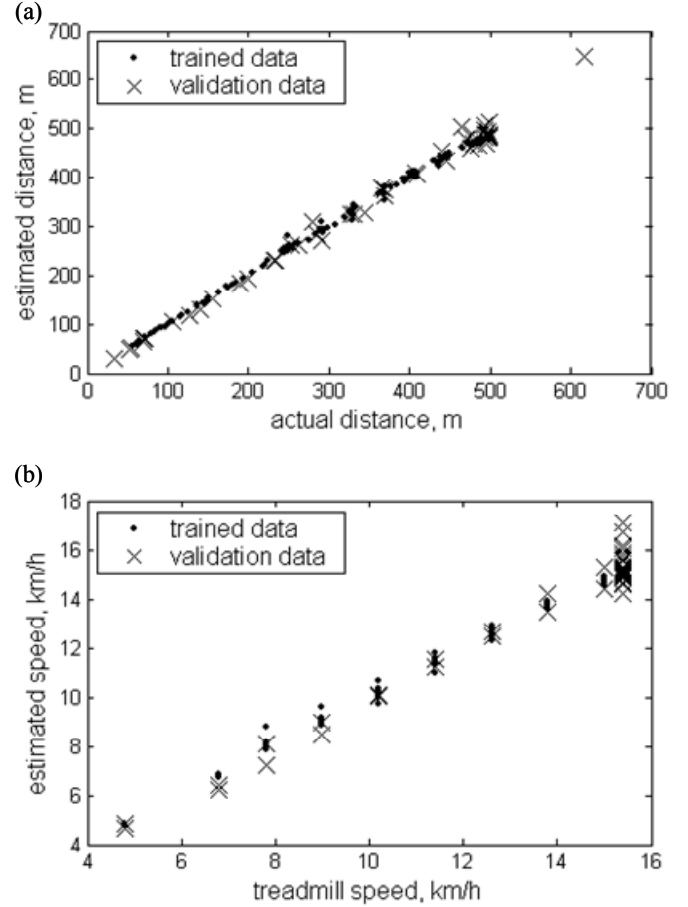 (a)
700
600
500
400
300
200
100
0
estimated distance, m
trained data
validation data
0 100 200 300 400 500 600 700
actual distance, m
(b)
18
16
14
12
10
8
6
4
estimated speed, km/h
trained data
validation data
4 6 8 10 12 14 16
treadmill speed, km/h